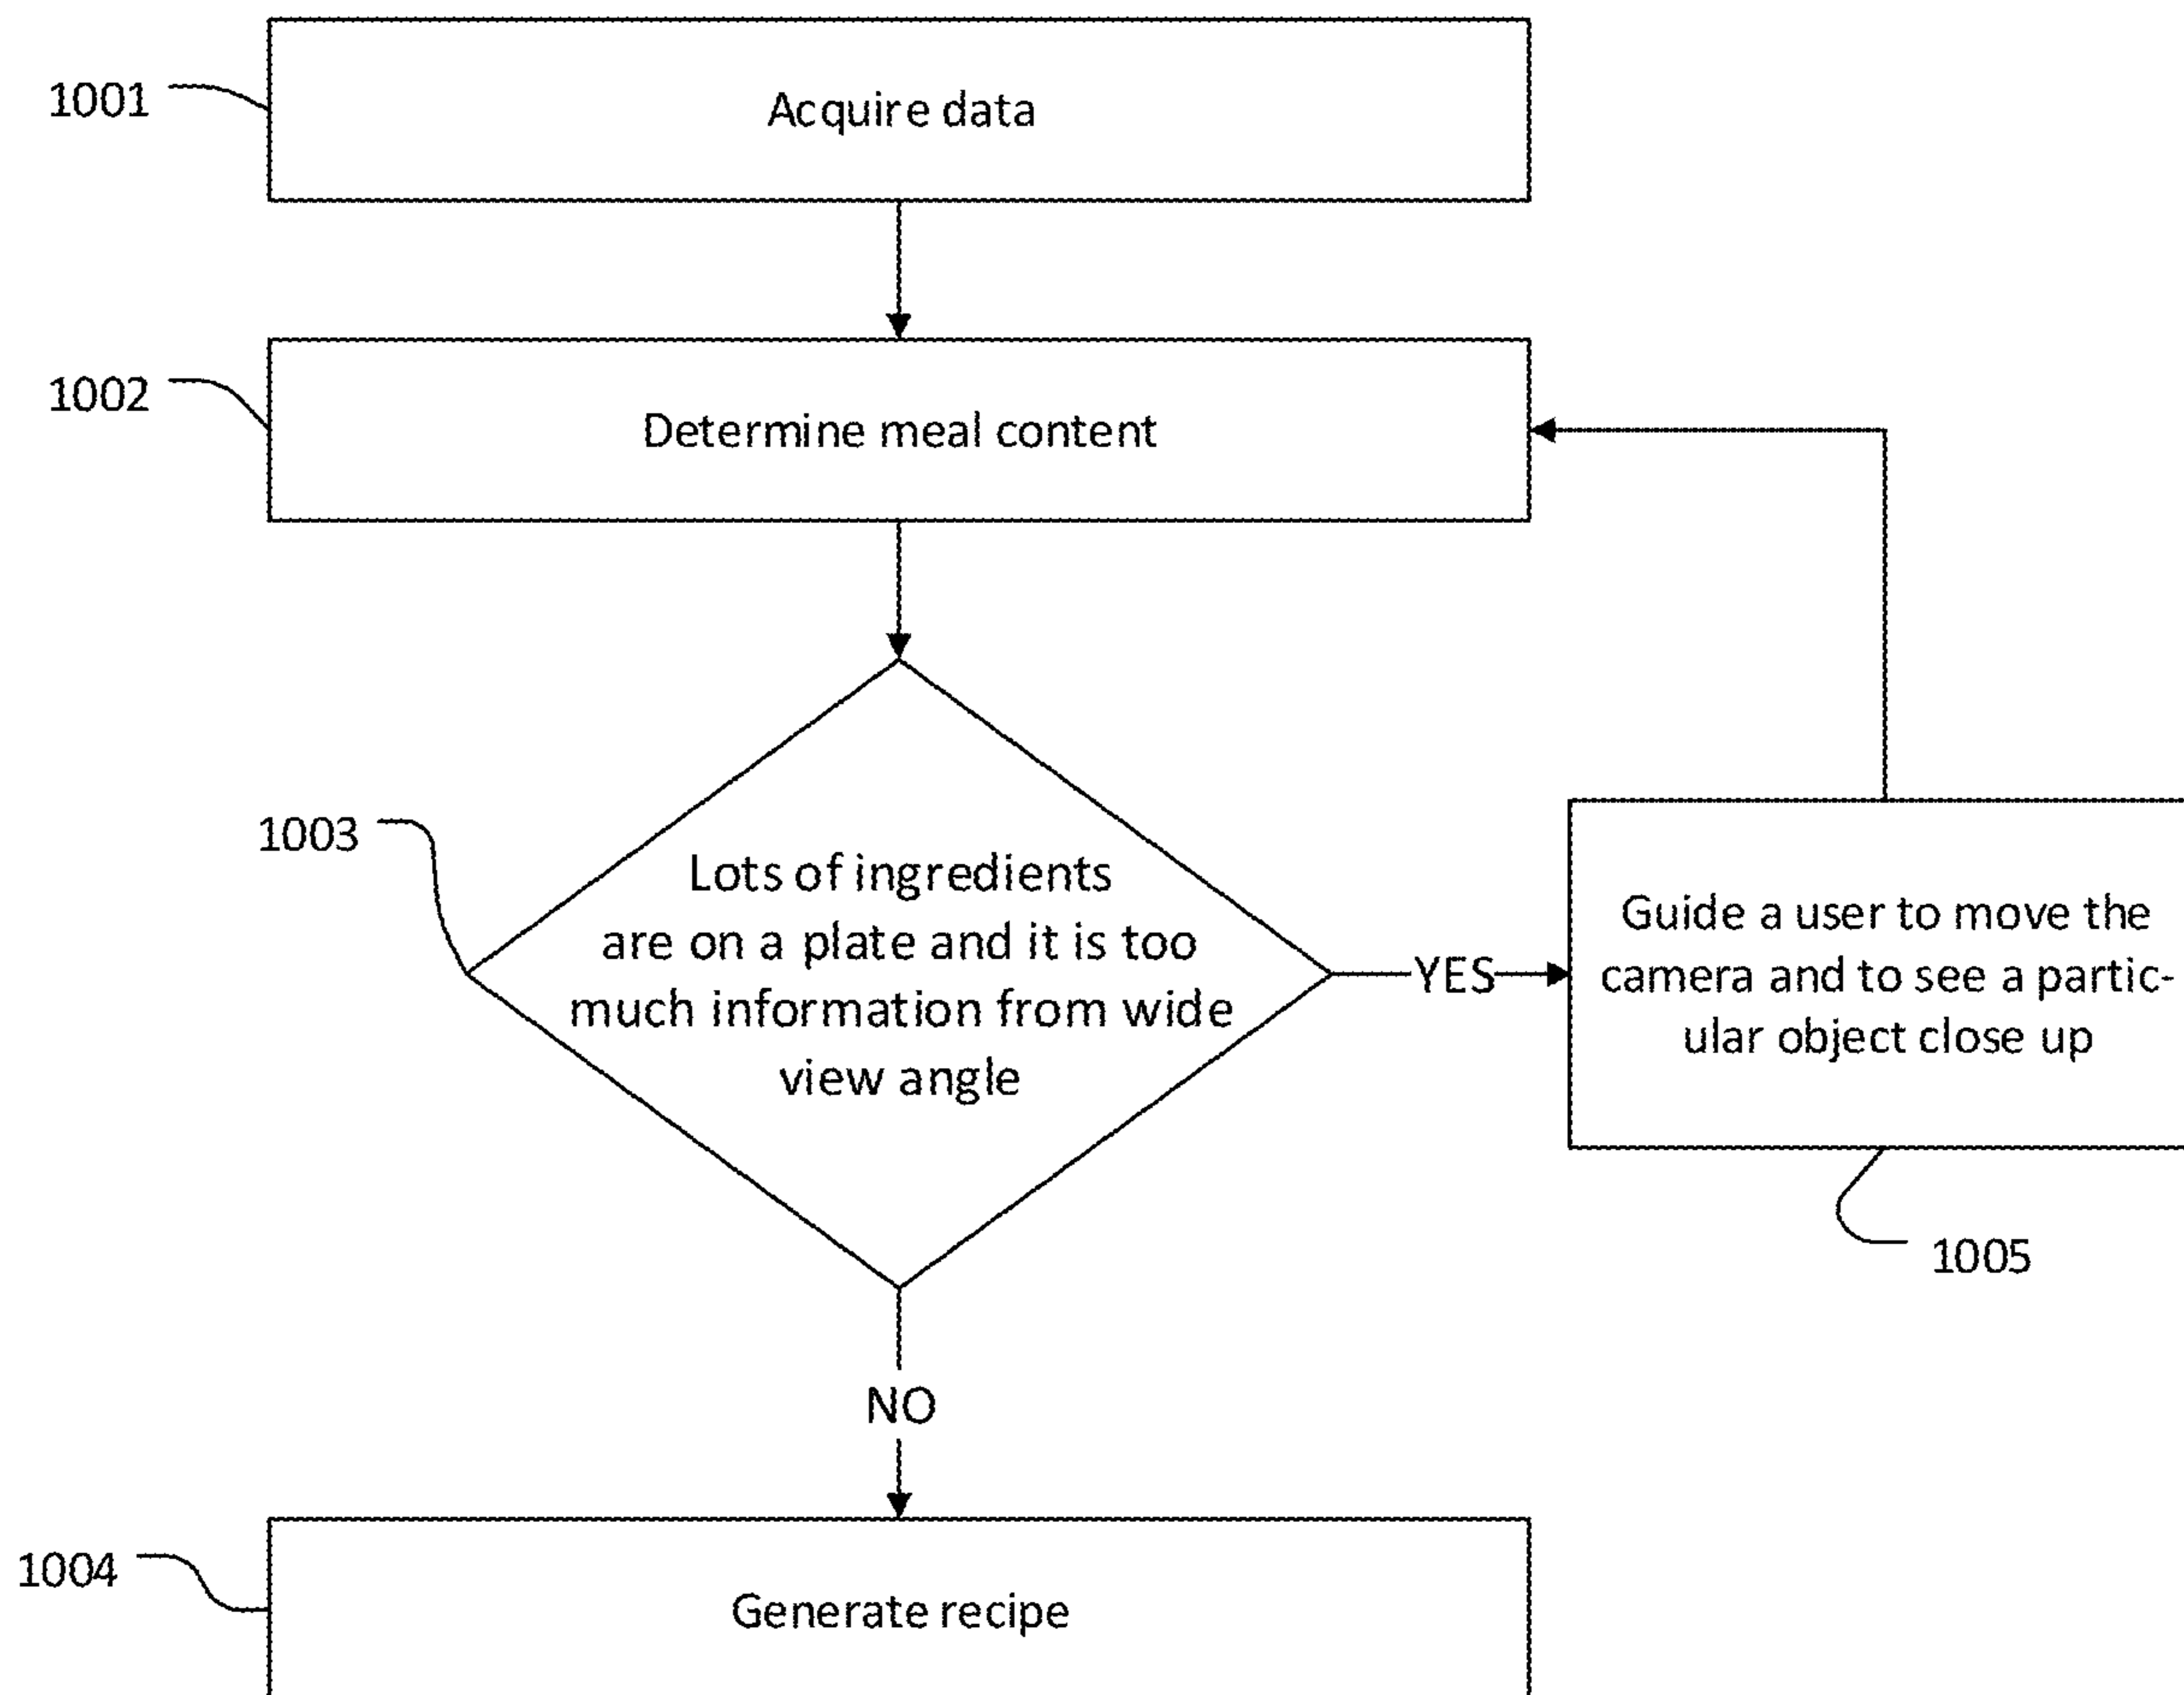 1001
Acquire data
1002
Determine meal content
1003
Lots of ingredients
are on a plate and it is too
much information from wide
view angle
YES
Guide a user to move the
camera and to see a partic-
ular object close up
1005
NO
1004
Generate recipe